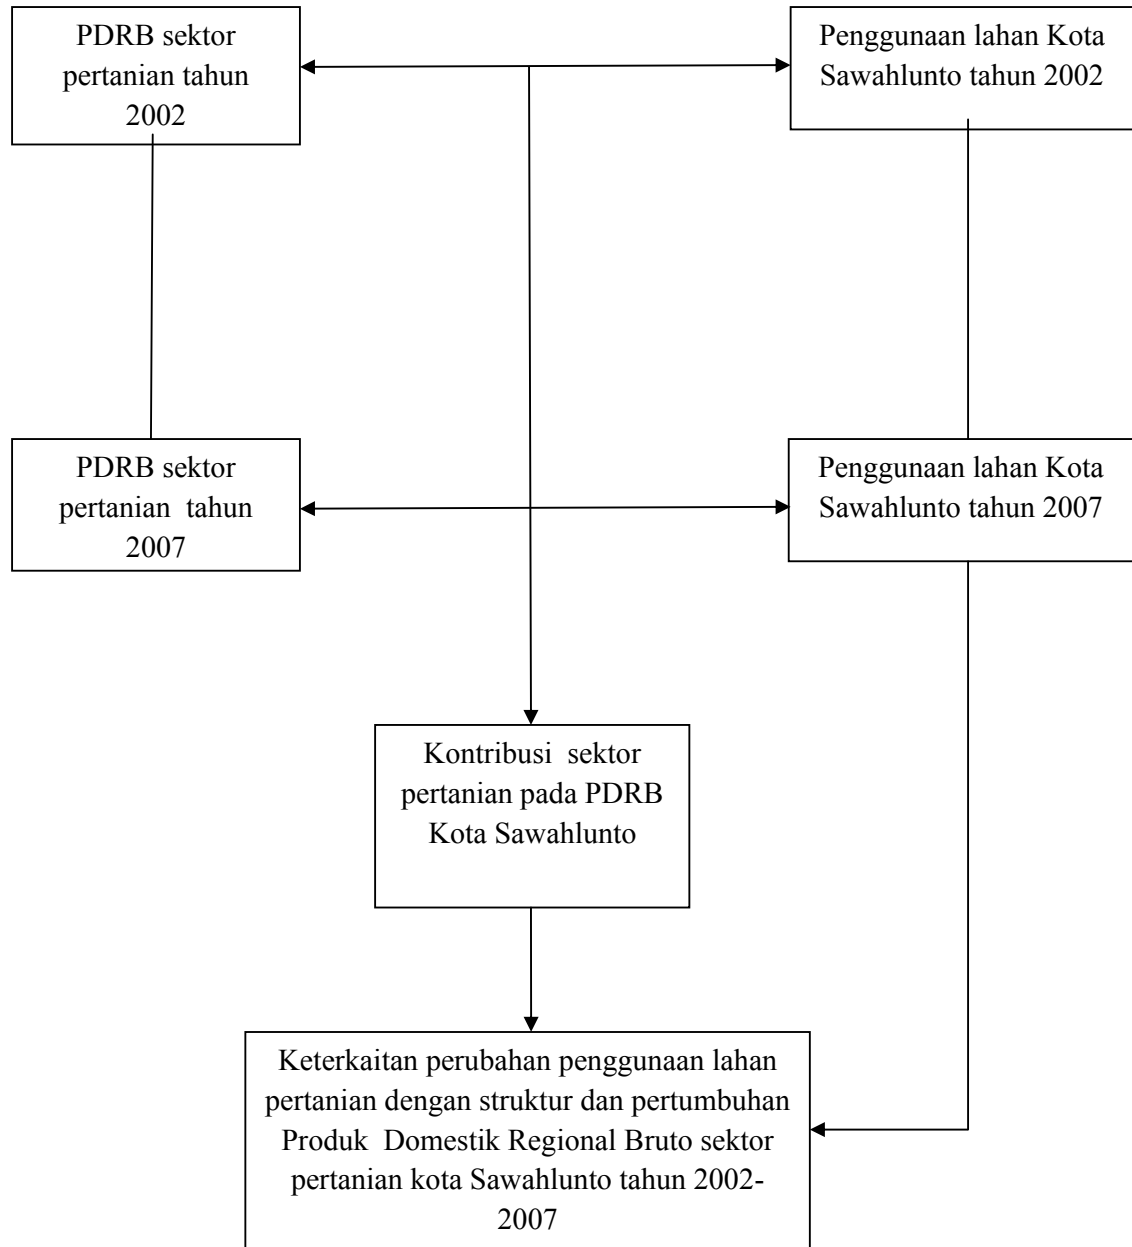 PDRB sektor
pertanian tahun
2002
Penggunaan lahan Kota
Sawahlunto tahun 2002
PDRB sektor
pertanian  tahun
2007
Penggunaan lahan Kota
Sawahlunto tahun 2007
Kontribusi  sektor
pertanian pada PDRB
Kota Sawahlunto
Keterkaitan perubahan penggunaan lahan
pertanian dengan struktur dan pertumbuhan
Produk  Domestik Regional Bruto sektor
pertanian kota Sawahlunto tahun 2002-
2007